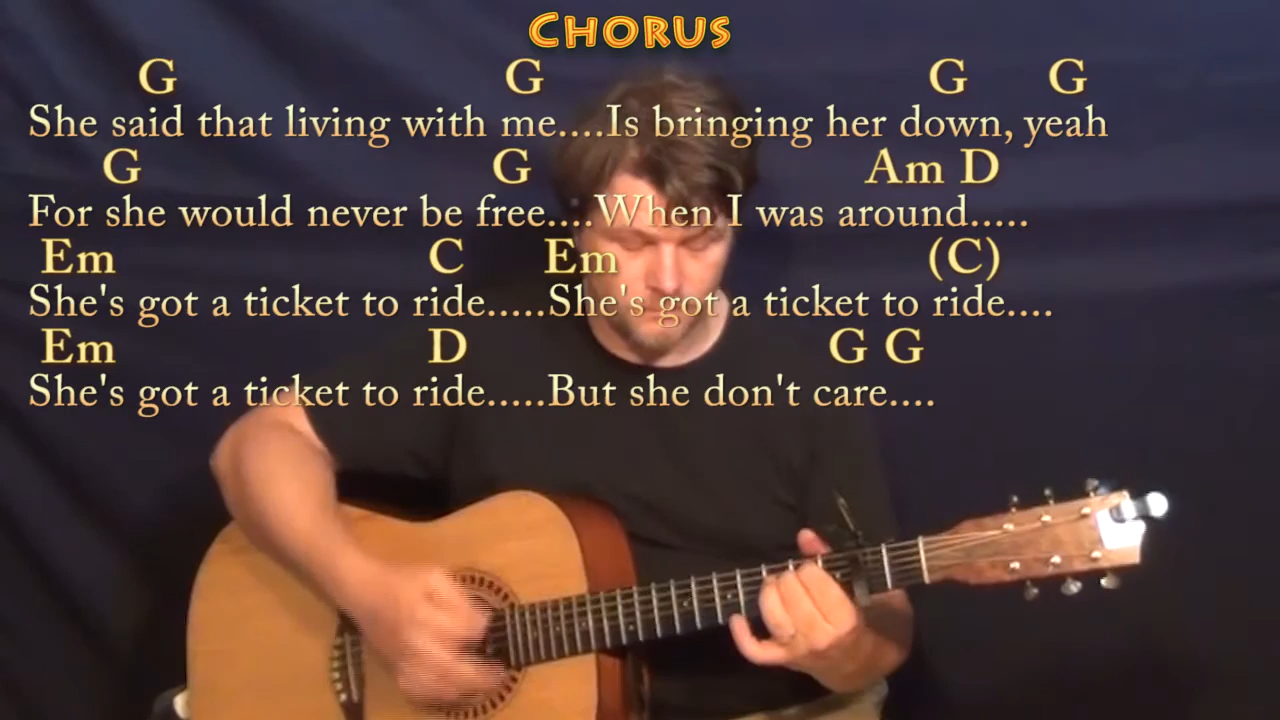 CHORUS
G G G G
She said that living with me....Is bringing her down, yeah
G G Am D
For she would never be free....When I was around.....
Em C Em (C)
She's got a ticket to ride.....She's got a ticket to ride....
Em D G G
She's got a ticket to ride.....But she don't care....